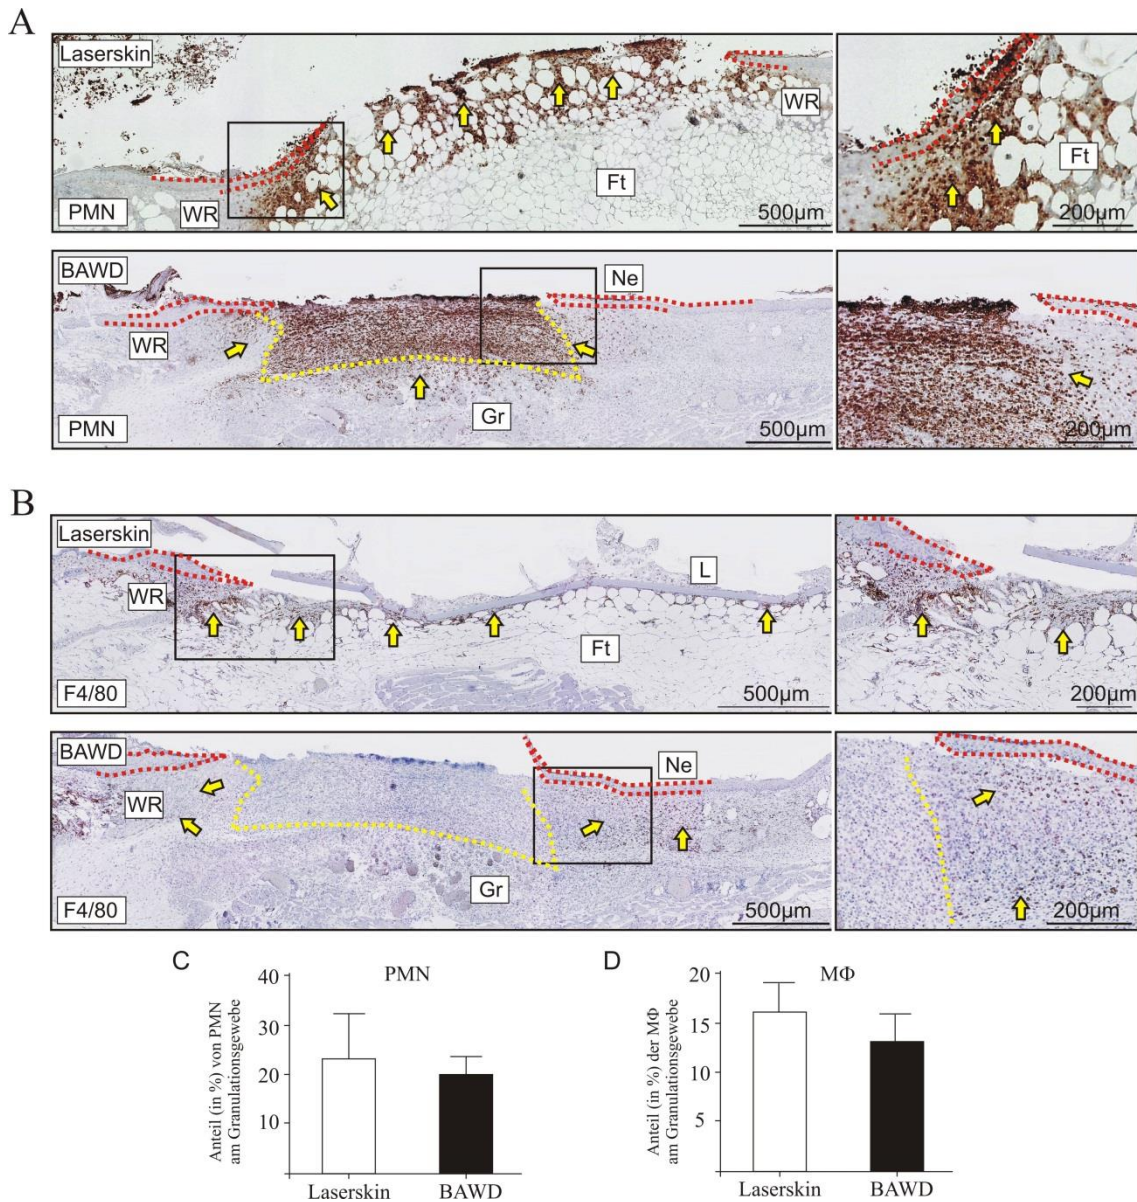 A
Laserskin
WR
Ft
WR
PMN
500µm
Ft
200µm
BAWD
WR
Ne
Gr
PMN
500µm
200µm
B
Laserskin
WR
L
Ft
F4/80
500µm
200µm
BAWD
WR
Ne
Gr
F4/80
500µm
200µm
C
PMN
Anteil (in %) von PMN
am Granulationsgewebe
40
30
20
10
Laserskin
BAWD
D
MΦ
Anteil (in %) der MΦ
am Granulationsgewebe
20
15
10
5
Laserskin
BAWD